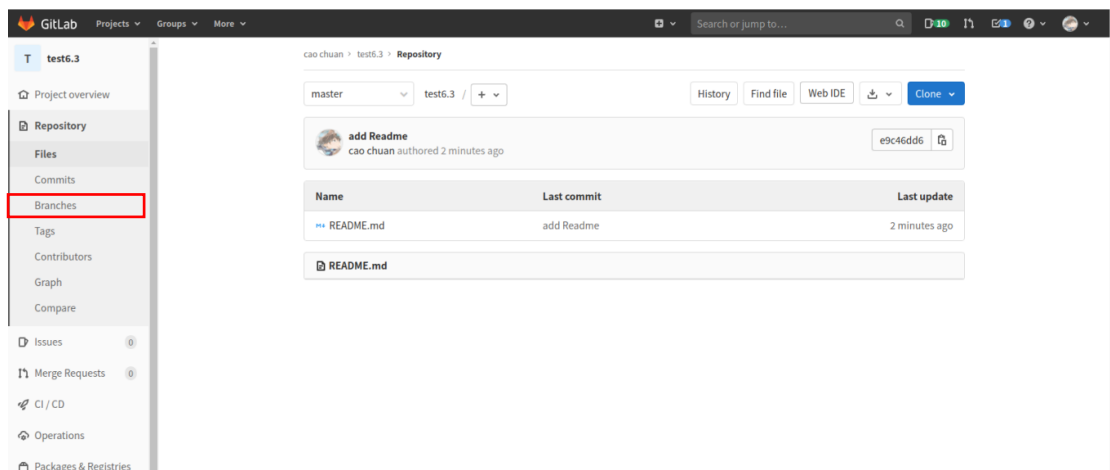 GitLab Projects Groups More Search or jump to... 10 1
T test6.3
Project overview
Repository
Files
Commits
Branches
Tags
Contributors
Graph
Compare
Issues 0
Merge Requests 0
CI / CD
Operations
Packages & Registries
cao chuan > test6.3 > Repository
master test6.3 / + History Find file Web IDE Clone
add Readme
cao chuan authored 2 minutes ago
e9c46dd6
Name Last commit Last update
README.md add Readme 2 minutes ago
README.md